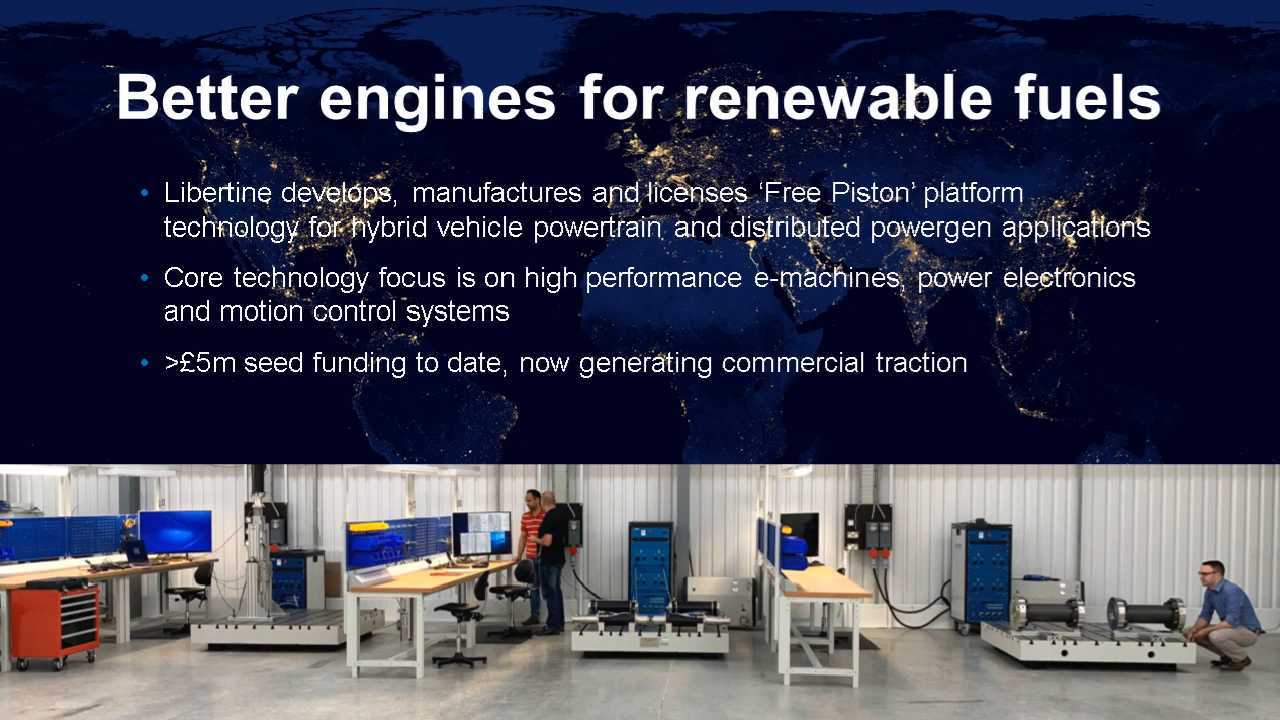 Better engines for renewable fuels
• Libertine develops, manufactures and licenses ‘Free Piston’ platform
technology for hybrid vehicle powertrain and distributed powergen applications
• Core technology focus is on high performance e-machines, power electronics
and motion control systems
• >£5m seed funding to date, now generating commercial traction